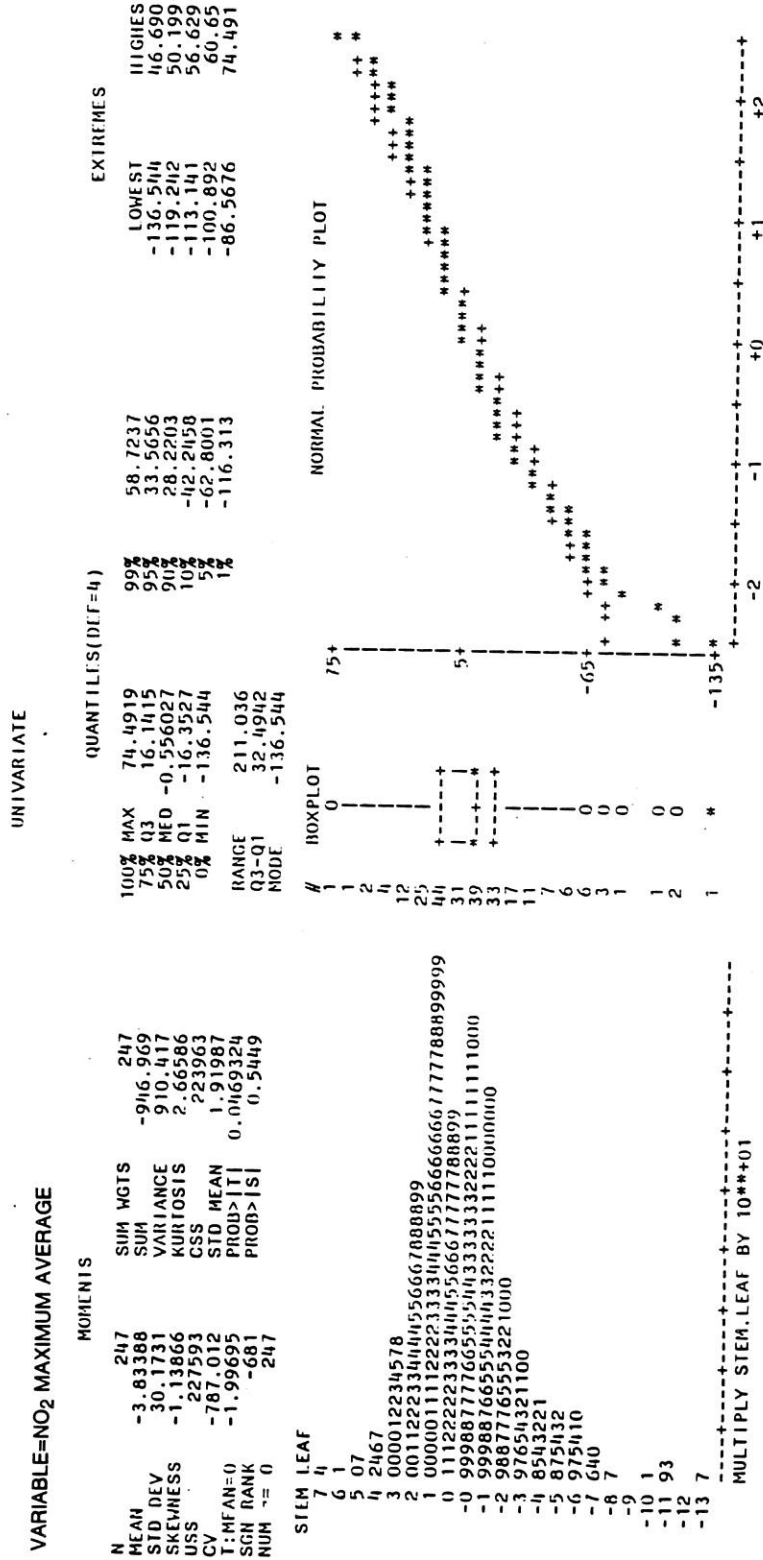 UNIVARIATE
VARIABLE=NO2 MAXIMUM AVERAGE
MOMENTS
N 247 SUM WGTS 247
MEAN -3.83388 SUM -946.969
STD DEV 30.1731 VARIANCE 910.417
SKEWNESS -1.13866 KURTOSIS 2.66586
USS 227593 CSS 223963
CV -787.012 STD MEAN 1.91987
T:MEAN=0 -1.99695 PROB>|T| 0.0469324
SGN RANK -681 PROB>|S| 0.5449
NUM ¬= 0 247
QUANTILES(DEF=4)
100% MAX 74.4919 99% 58.7237
75% Q3 16.1415 95% 33.5656
50% MED -0.556027 90% 28.2203
25% Q1 -16.3527 10% -42.2458
0% MIN -136.544 5% -62.8001
1% -116.313
RANGE 211.036
Q3-Q1 32.4942
MODE -136.544
EXTREMES
LOWEST HIGHES
-136.544 46.690
-119.242 50.199
-113.141 56.629
-100.892 60.65
-86.5676 74.491
STEM LEAF # BOXPLOT
7 4 1 0
6 1 1
5 07 2
4 2467 4
3 000012234578 12
2 0011222334444556667888899 25
1 44
0 31
-0 39
-1 33
-2 17
-3 97654321100 11
-4 8543221 7
-5 875432 6
-6 975410 6 0
-7 640 3 0
-8 7 1 0
-9
-10 1 1 0
-11 93 2 0
-12
-13 7 1 *
----+----+----+----+----+----+----+----+----
MULTIPLY STEM.LEAF BY 10**+01
NORMAL PROBABILITY PLOT
75+
5+
-65+
-135+*
-2 -1 +0 +1 +2